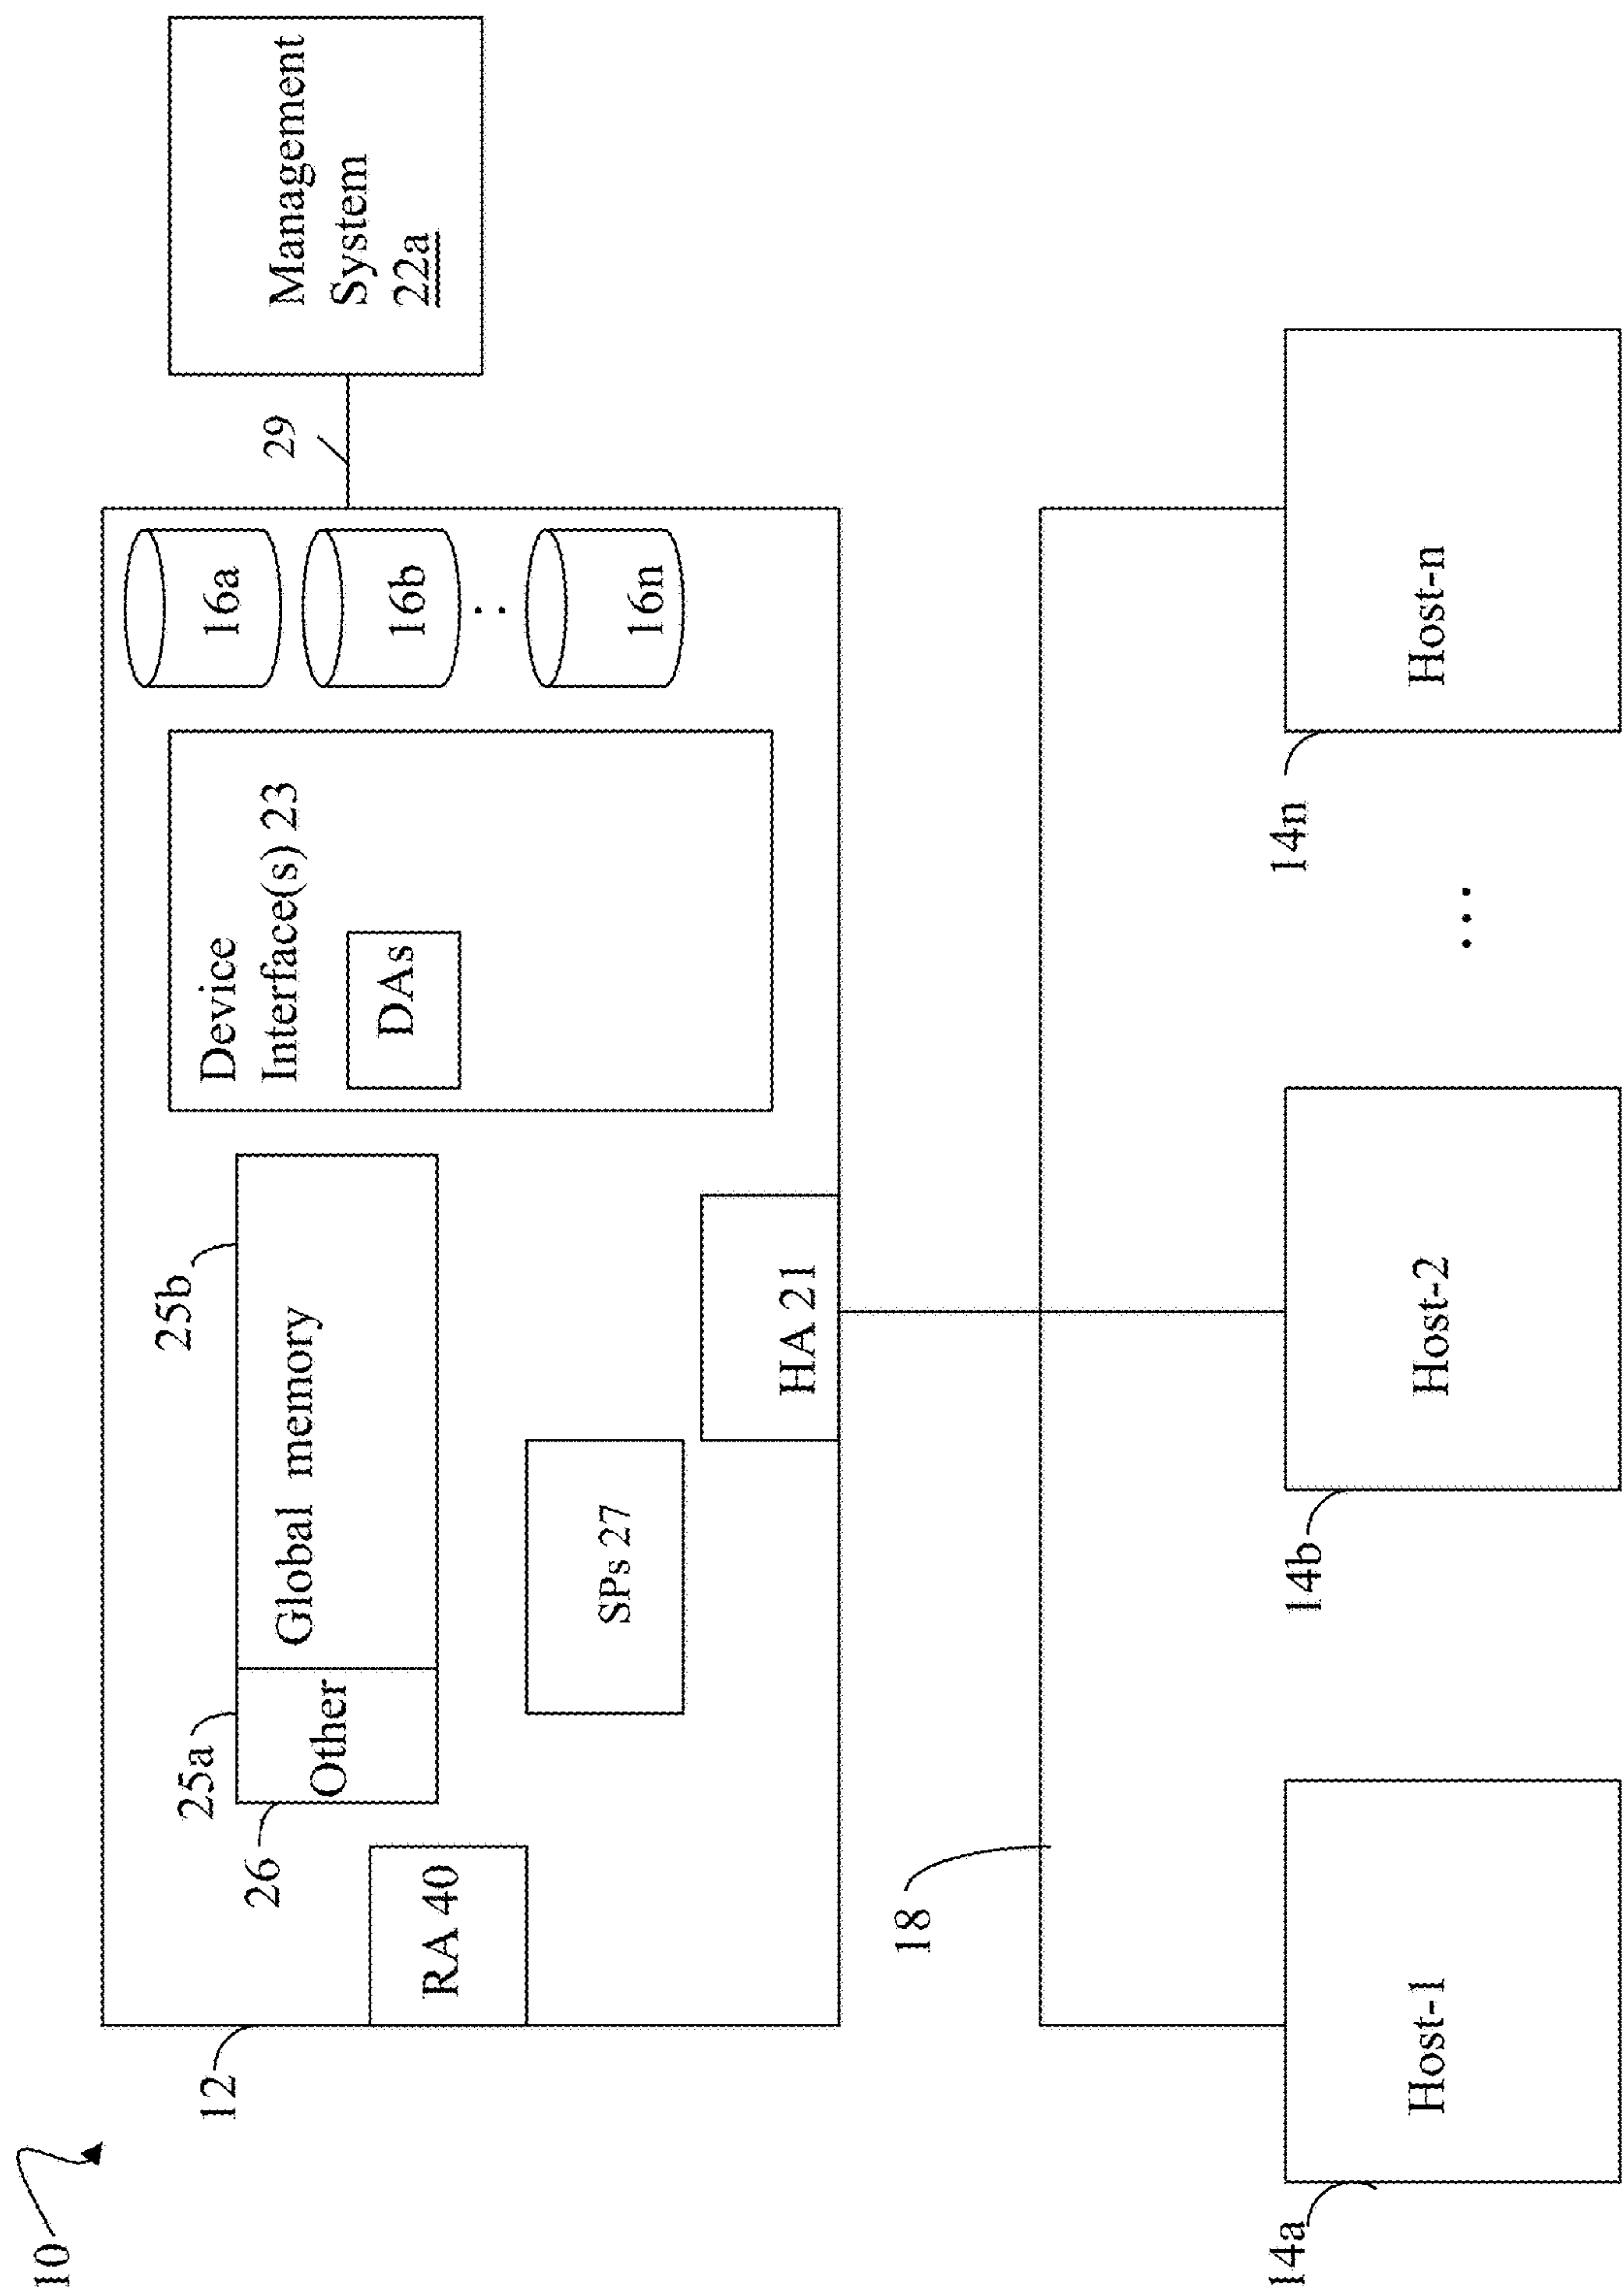 10
12
RA 40
26
25a
Other
25b
Global memory
SPs 27
HA 21
Device
Interface(s) 23
DAs
16a
16b
16n
29
Management
System
22a
18
14a
Host-1
14b
Host-2
...
14n
Host-n